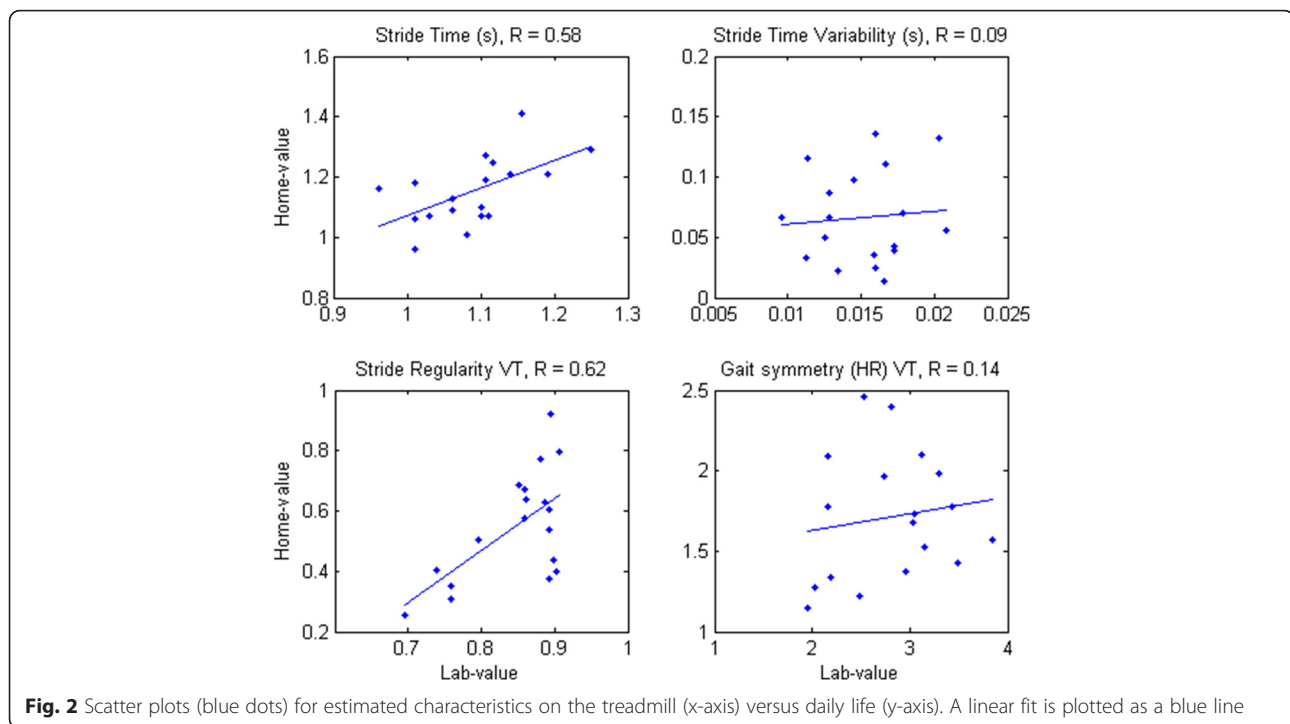 Stride Time (s), R = 0.58
1.6
1.4
1.2
1
0.8
Home-value
0.9 1 1.1 1.2 1.3
Stride Time Variability (s), R = 0.09
0.2
0.15
0.1
0.05
0
0.005 0.01 0.015 0.02 0.025
Stride Regularity VT, R = 0.62
1
0.8
0.6
0.4
0.2
Home-value
0.7 0.8 0.9 1
Lab-value
Gait symmetry (HR) VT, R = 0.14
2.5
2
1.5
1
1 2 3 4
Lab-value
Fig. 2 Scatter plots (blue dots) for estimated characteristics on the treadmill (x-axis) versus daily life (y-axis). A linear fit is plotted as a blue line